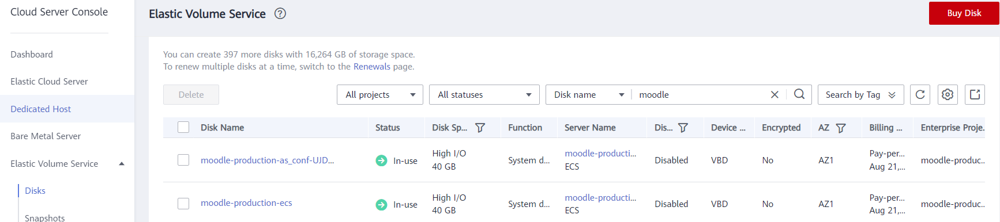 Cloud Server Console
Dashboard
Elastic Cloud Server
Dedicated Host
Bare Metal Server
Elastic Volume Service
Disks
Snapshots
Elastic Volume Service ?
Buy Disk
You can create 397 more disks with 16,264 GB of storage space.
To renew multiple disks at a time, switch to the Renewals page.
Delete All projects All statuses Disk name moodle Search by Tag
Disk Name Status Disk Sp... Function Server Name Dis... Device ... Encrypted AZ Billing ... Enterprise Proje...
moodle-production-as_conf-UJD... In-use High I/O 40 GB System d... moodle-producti... ECS Disabled VBD No AZ1 Pay-per... Aug 21,... moodle-produc...
moodle-production-ecs In-use High I/O 40 GB System d... moodle-producti... ECS Disabled VBD No AZ1 Pay-per... Aug 21,... moodle-produc...